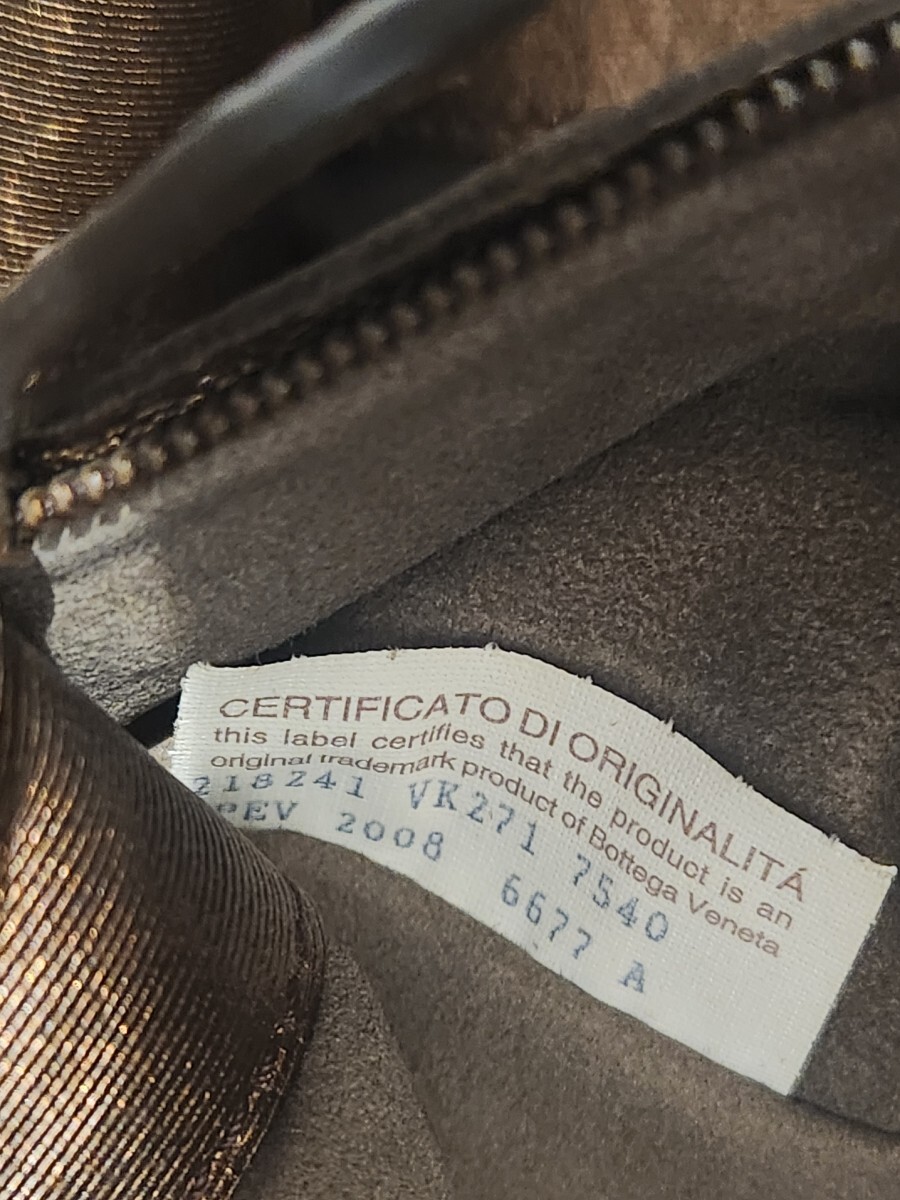 CERTIFICATO DI ORIGINALITÁ
this label certifies that the product is an
original trademark product of Bottega Veneta
218241 VK271 7540
2008 6677 A